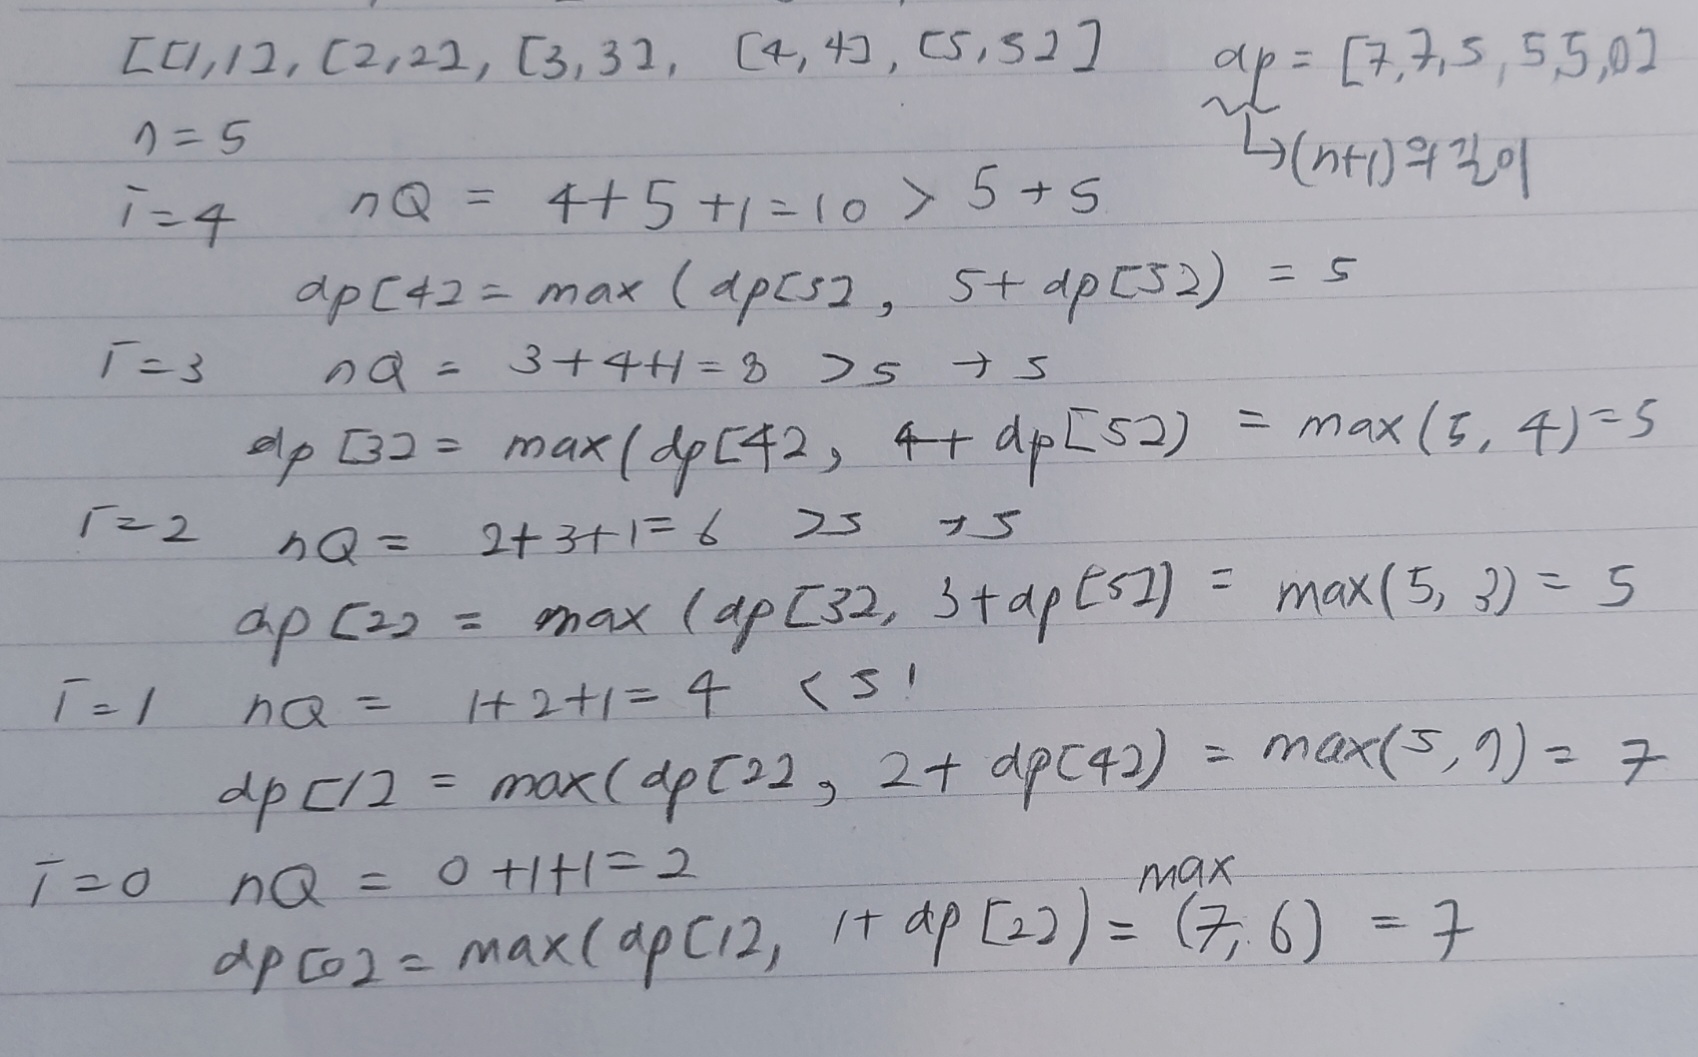 [[1,1], [2,2], [3,3], [4,4], [5,5]] dp = [7,7,5,5,5,0]
n=5 ↳(n+1)의 길이
i=4 nQ = 4+5+1=10 > 5 → 5
dp[4] = max(dp[5], 5+dp[5]) = 5
i=3 nQ = 3+4+1=8 >5 → 5
dp[3] = max(dp[4], 4+dp[5]) = max(5, 4)=5
i=2 nQ = 2+3+1=6 >5 → 5
dp[2] = max(dp[3], 3+dp[5]) = max(5, 3) = 5
i=1 nQ = 1+2+1=4 <5!
dp[1] = max(dp[2], 2+dp[4]) = max(5, 7) = 7
i=0 nQ = 0+1+1=2
dp[0] = max(dp[1], 1+dp[2]) = max(7, 6) = 7